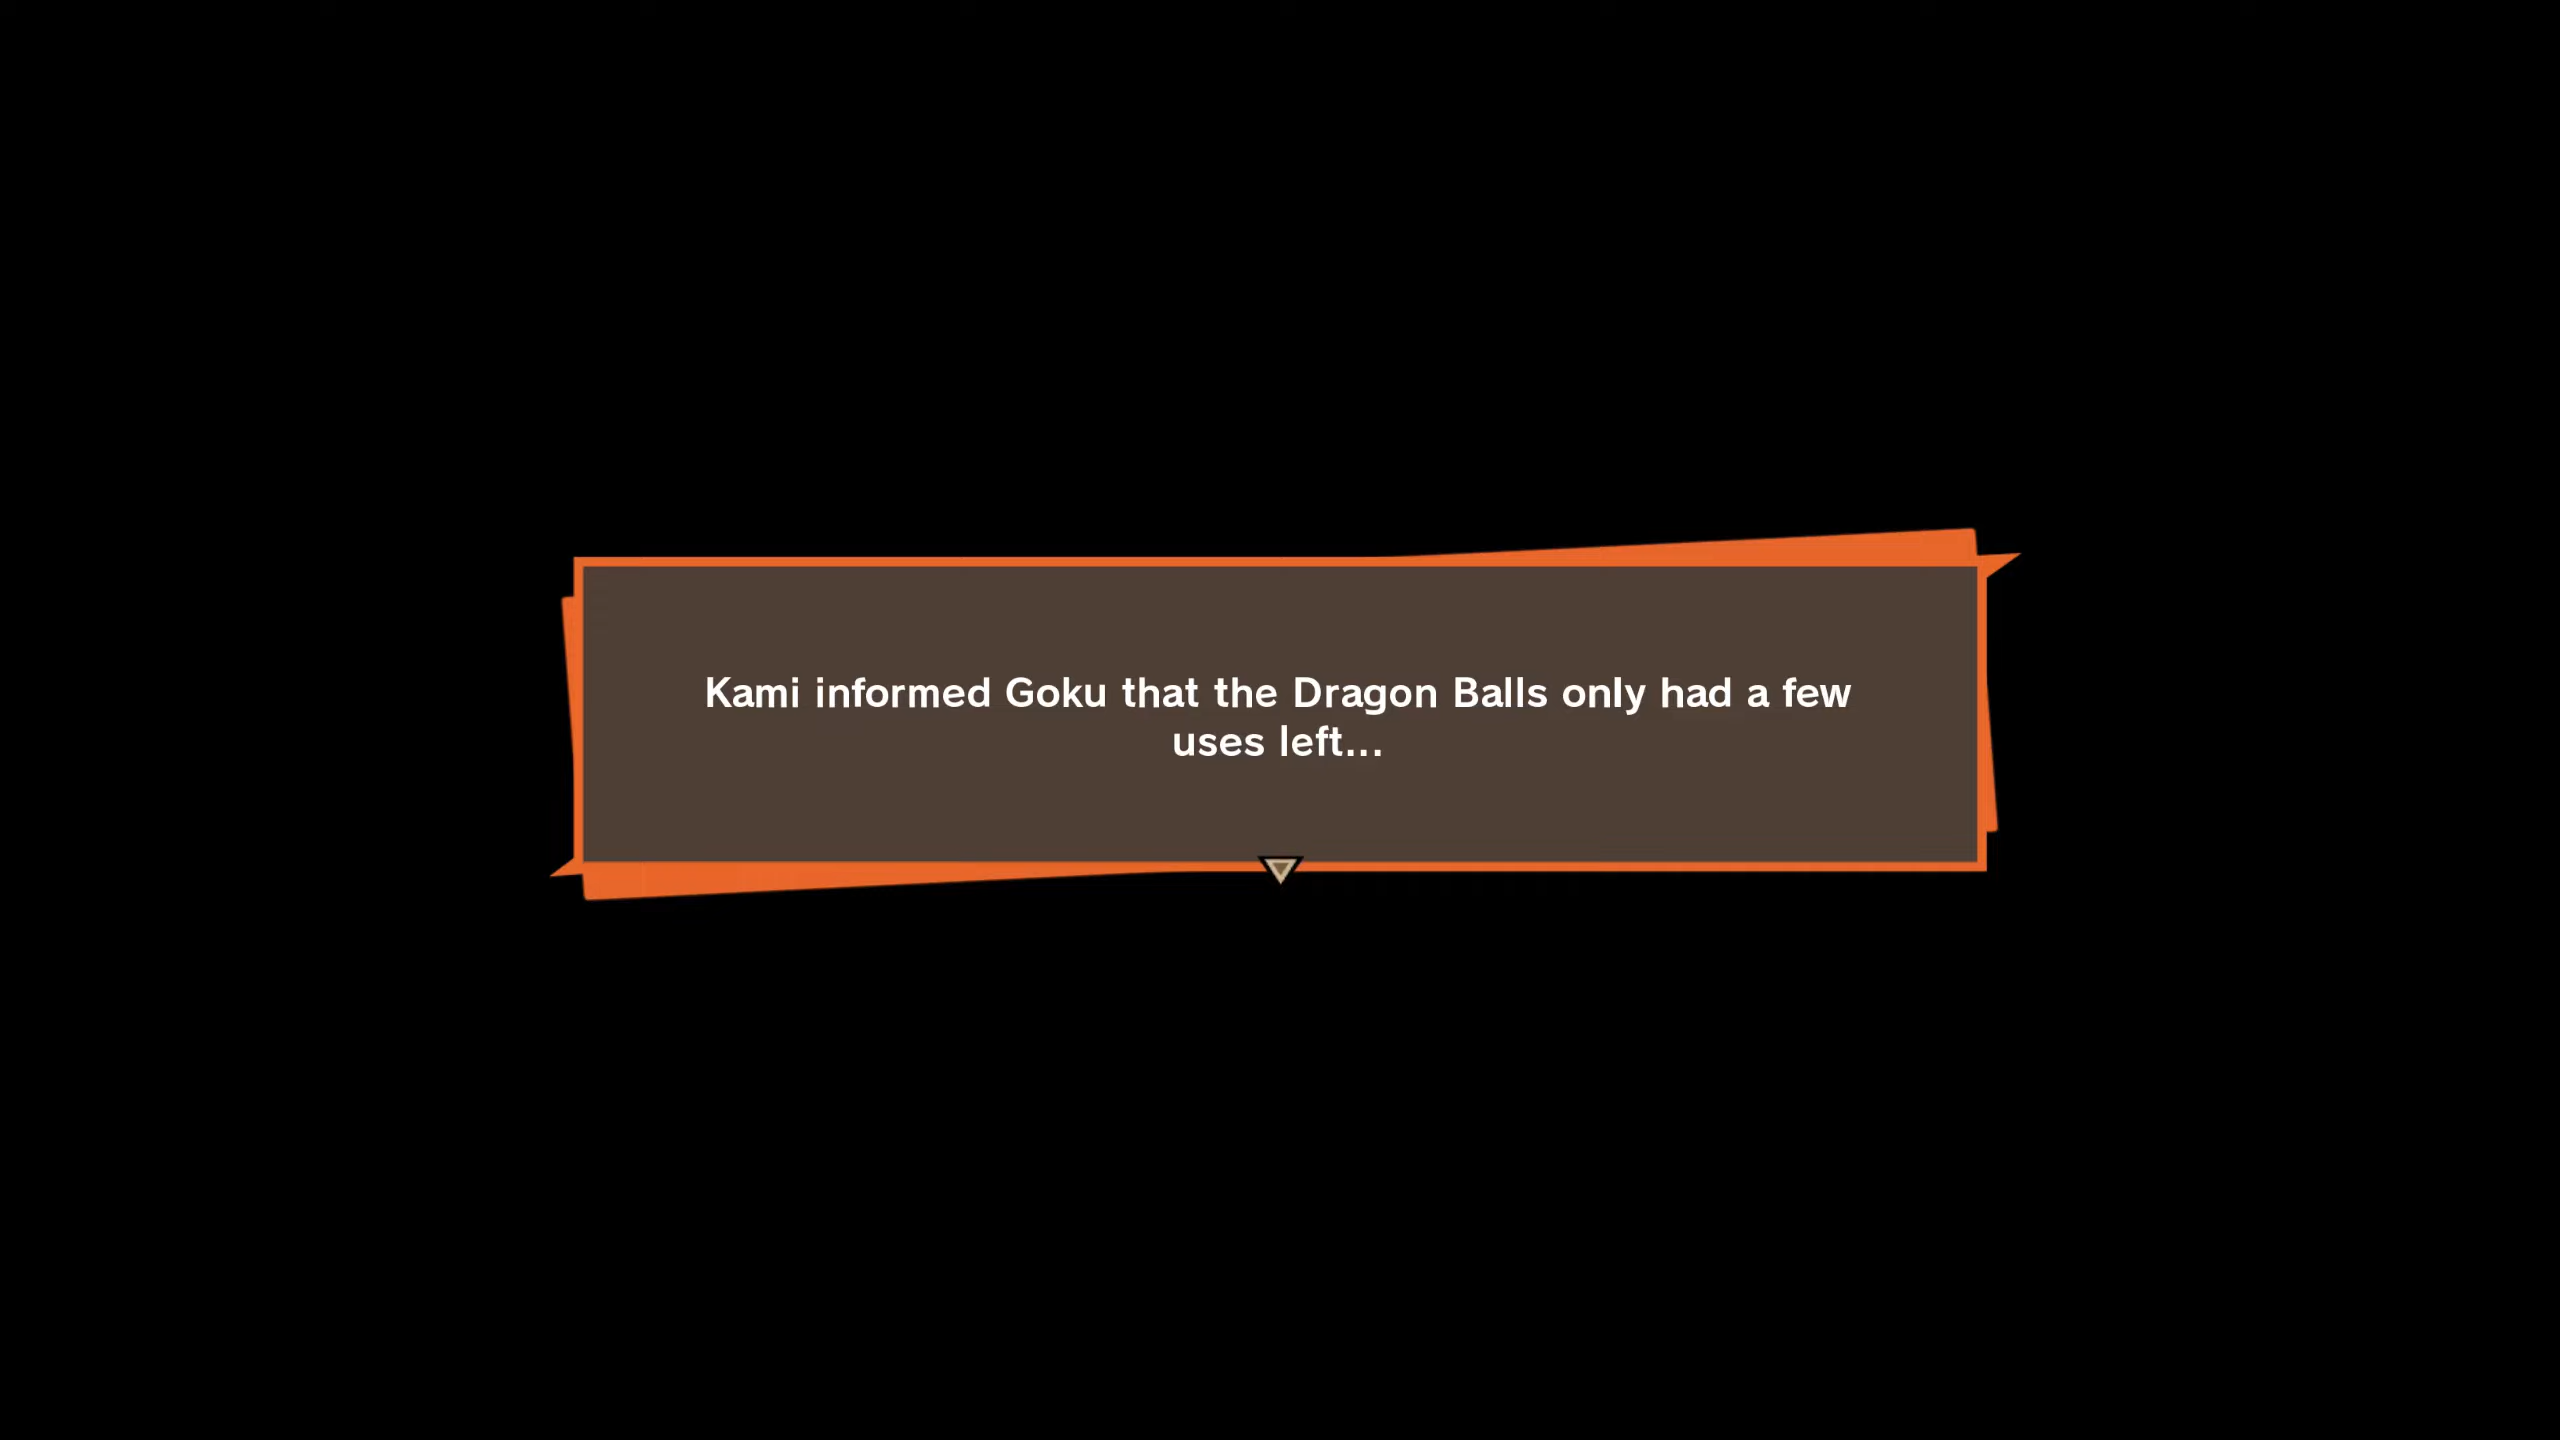 Kami informed Goku that the Dragon Balls only had a few
uses left...